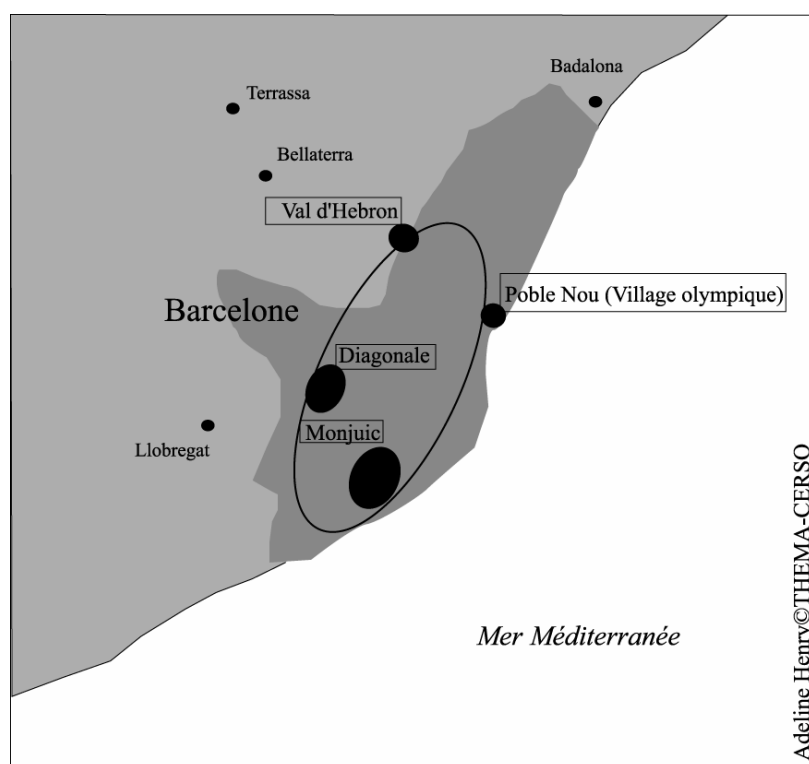 Badalona
Terrassa
Bellaterra
Val d'Hebron
Poble Nou (Village olympique)
Barcelone
Diagonale
Monjuic
Llobregat
Mer Méditerranée
Adeline Henry©THEMA-CERSO